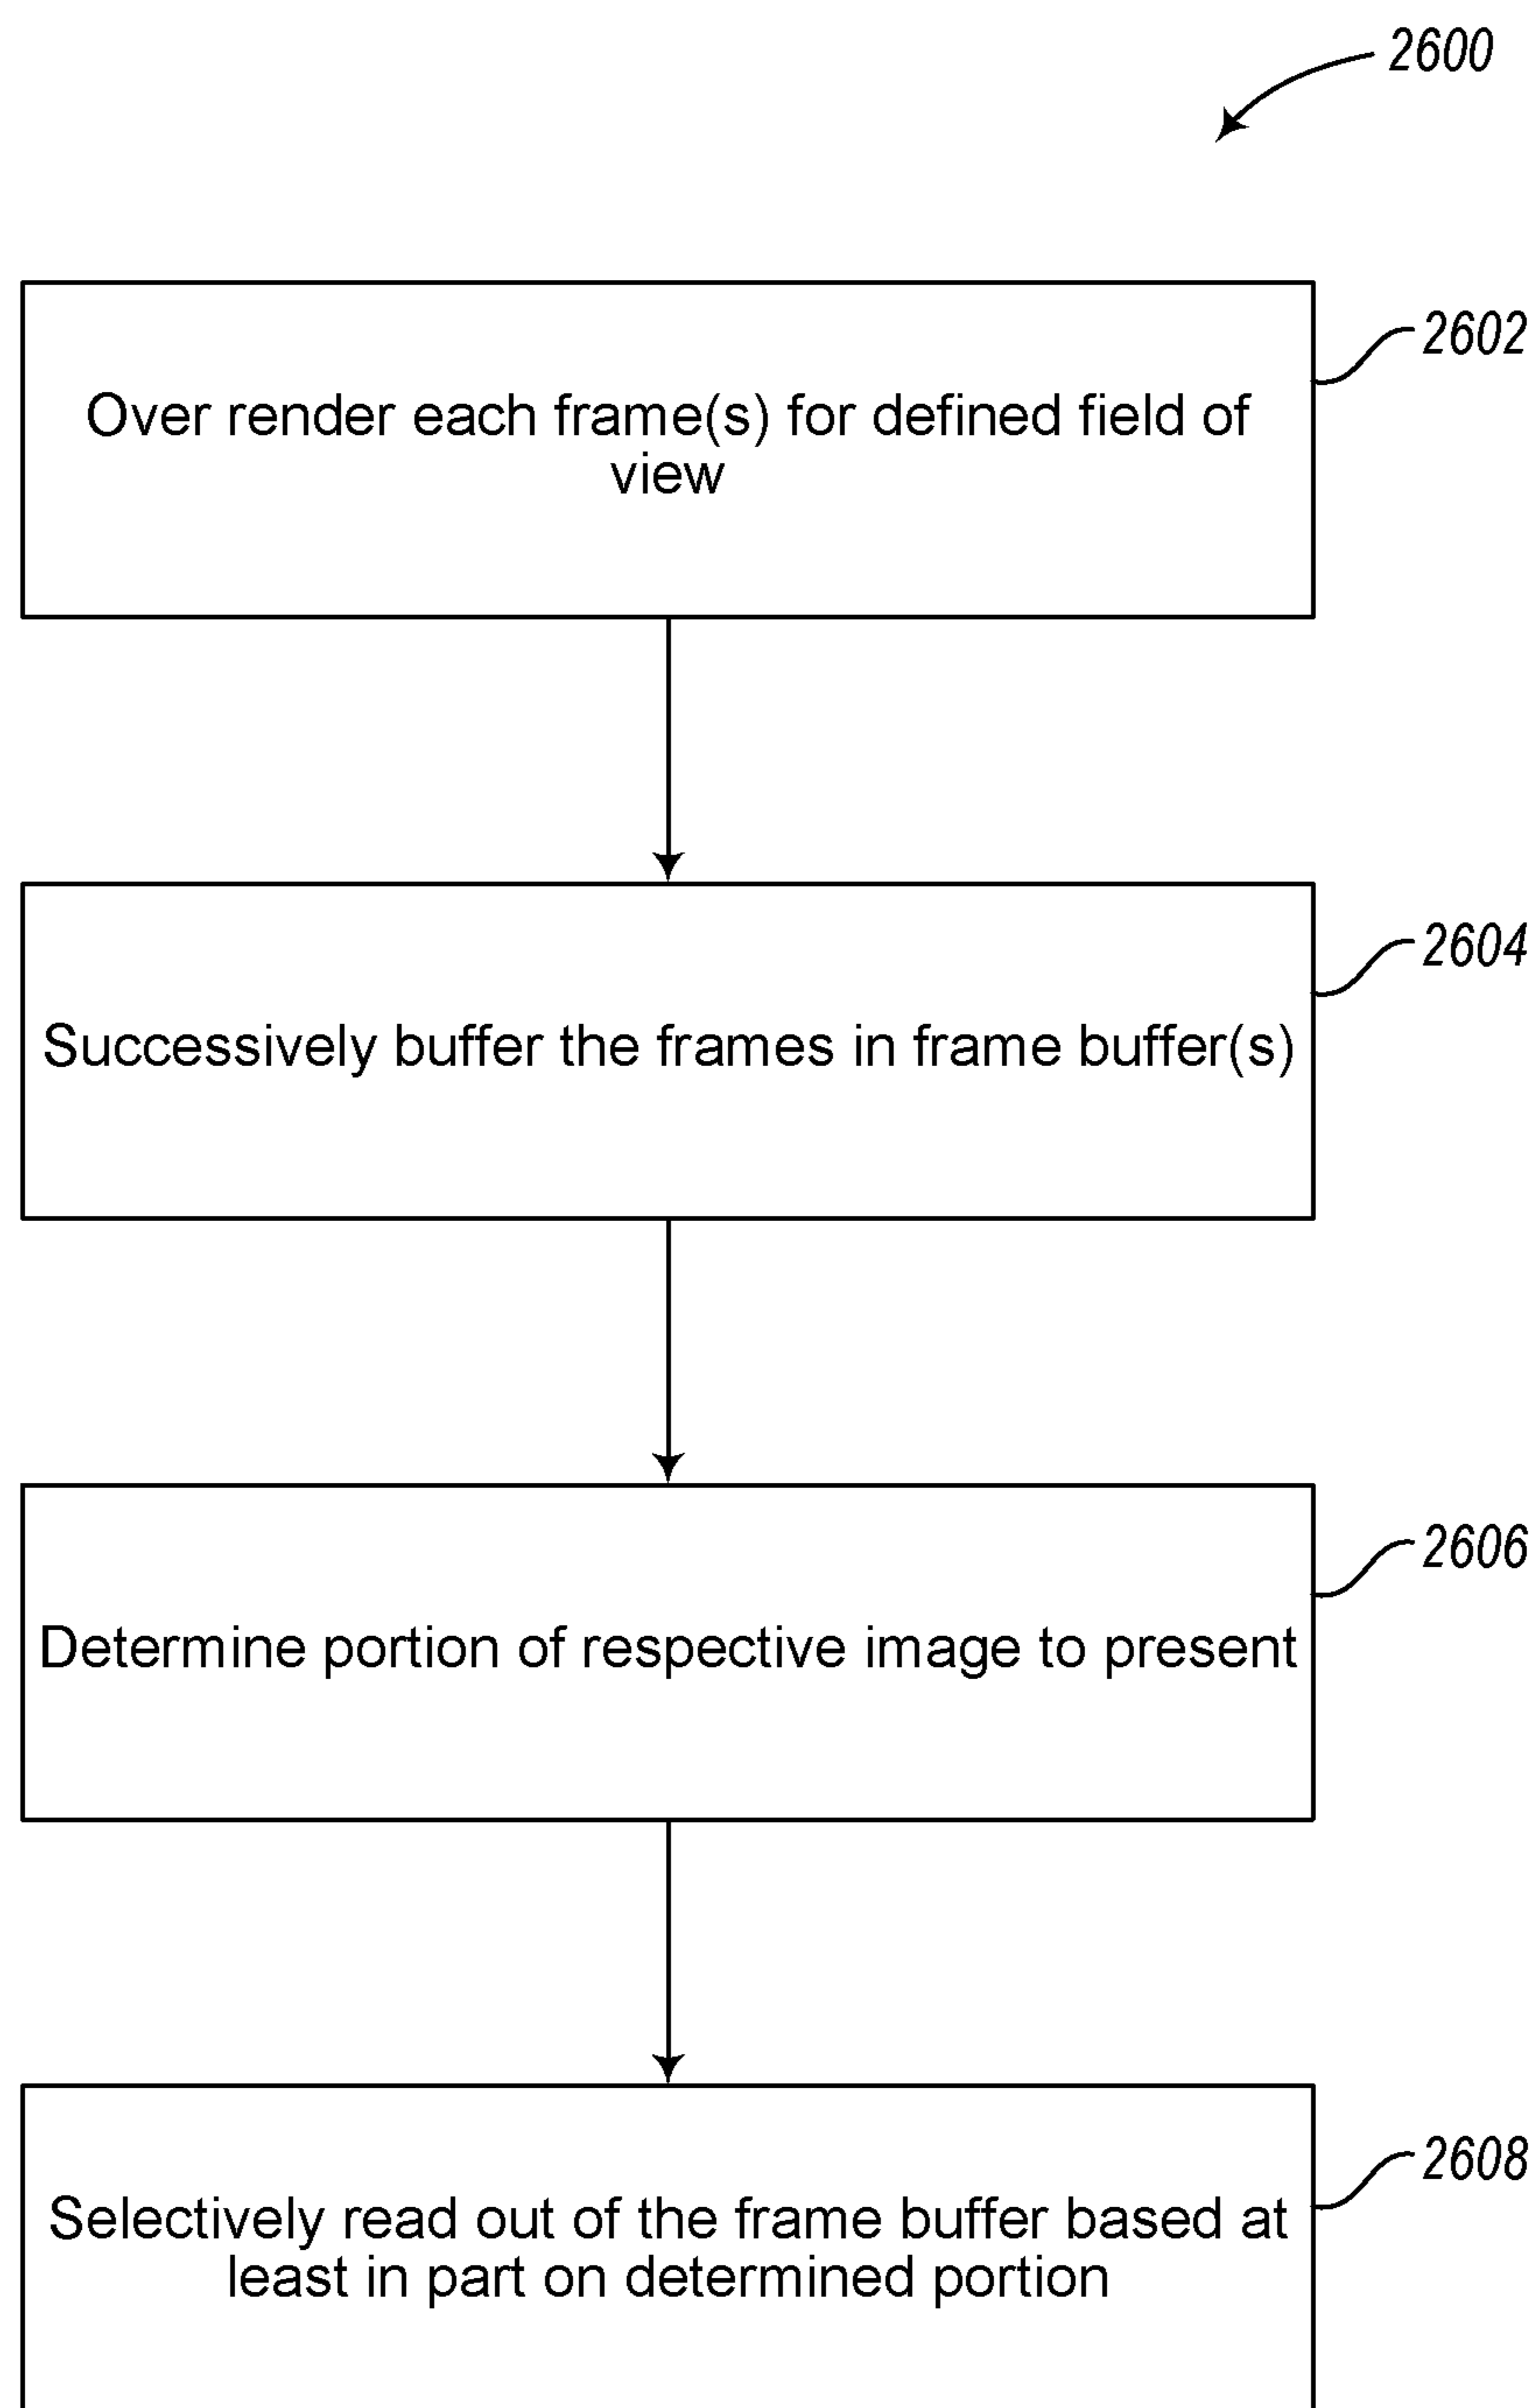 2600
2602
Over render each frame(s) for defined field of
view
2604
Successively buffer the frames in frame buffer(s)
2606
Determine portion of respective image to present
2608
Selectively read out of the frame buffer based at
least in part on determined portion